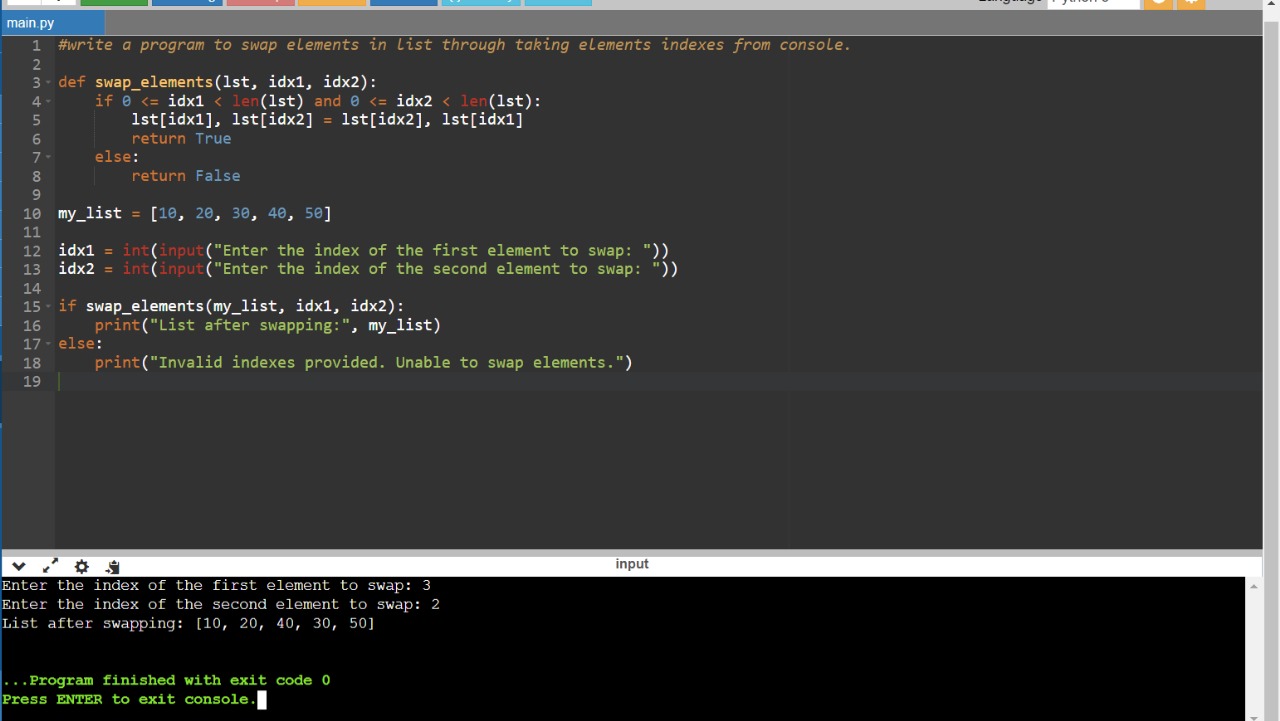 main.py
1 #write a program to swap elements in list through taking elements indexes from console.
2
3 def swap_elements(lst, idx1, idx2):
4     if 0 <= idx1 < len(lst) and 0 <= idx2 < len(lst):
5         lst[idx1], lst[idx2] = lst[idx2], lst[idx1]
6         return True
7     else:
8         return False
9
10 my_list = [10, 20, 30, 40, 50]
11
12 idx1 = int(input("Enter the index of the first element to swap: "))
13 idx2 = int(input("Enter the index of the second element to swap: "))
14
15 if swap_elements(my_list, idx1, idx2):
16     print("List after swapping:", my_list)
17 else:
18     print("Invalid indexes provided. Unable to swap elements.")
19
input
Enter the index of the first element to swap: 3
Enter the index of the second element to swap: 2
List after swapping: [10, 20, 40, 30, 50]
...Program finished with exit code 0
Press ENTER to exit console.